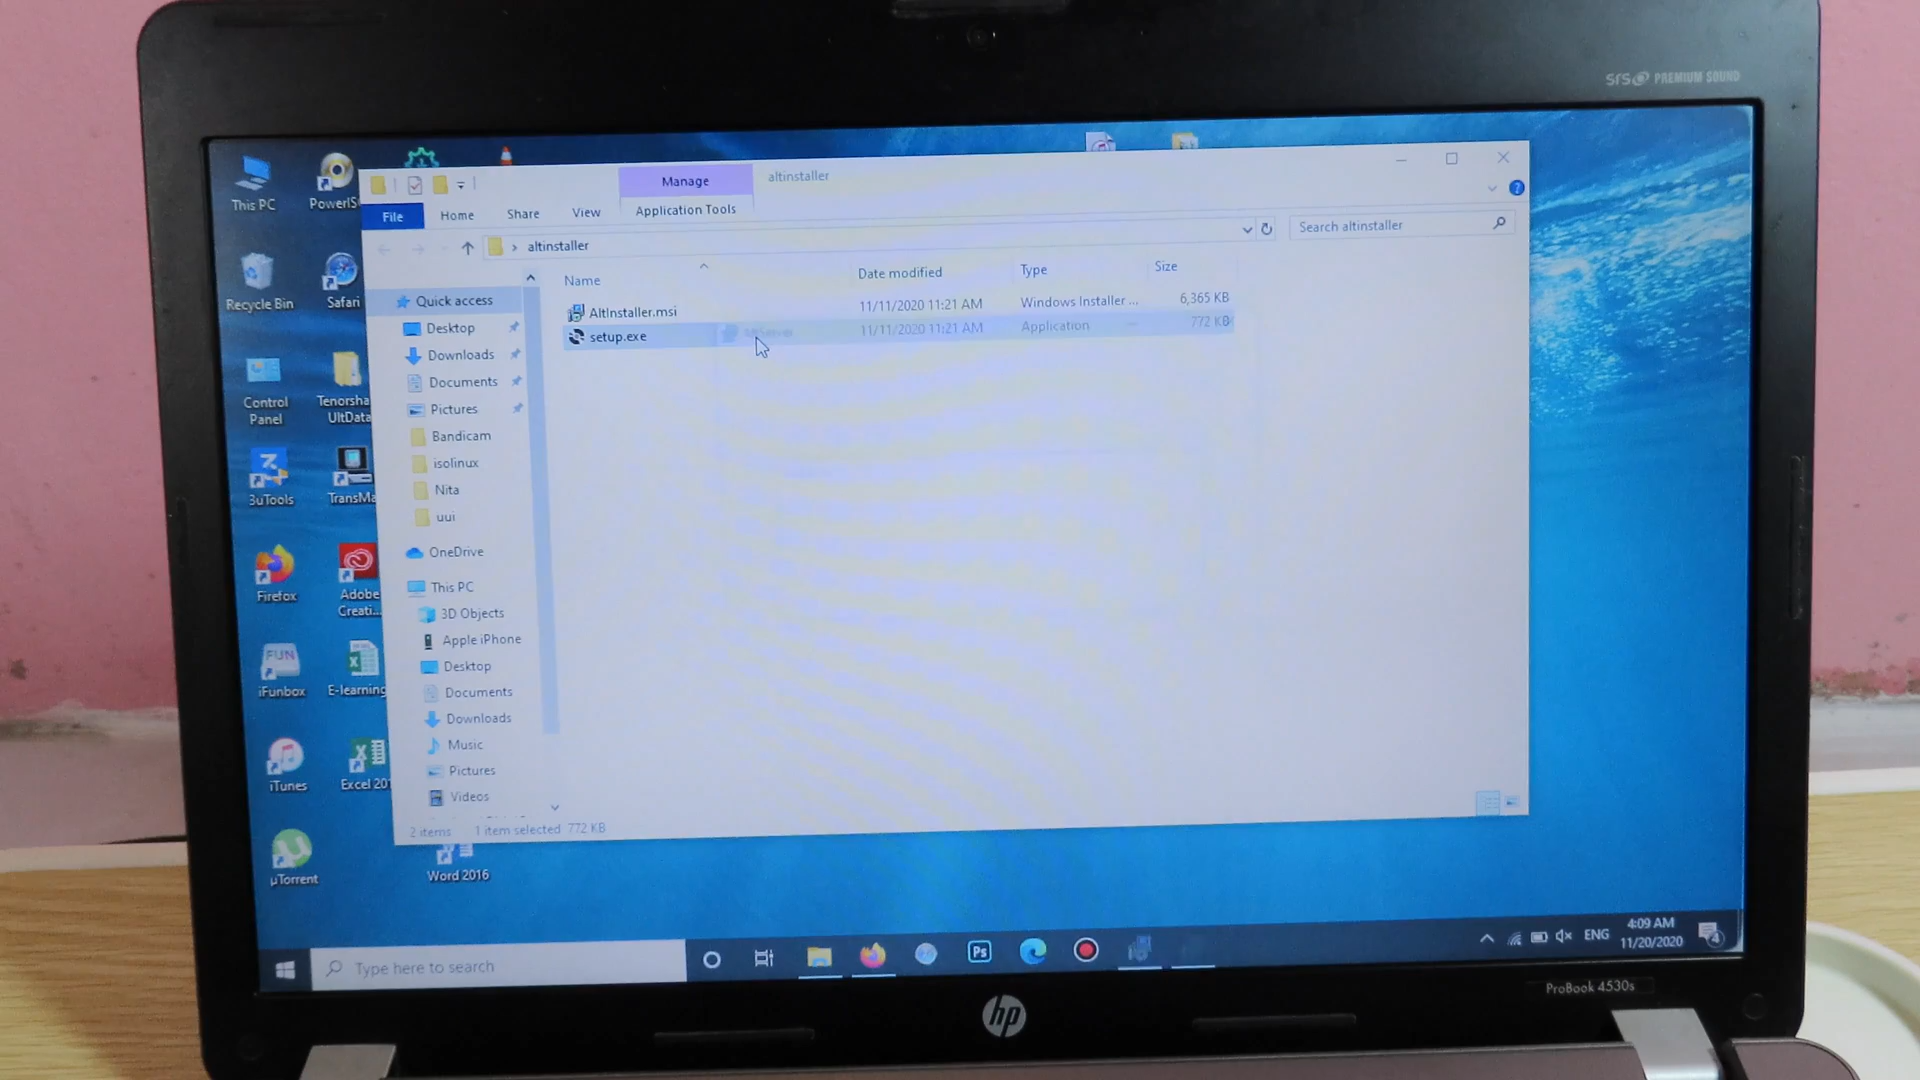 srs PREMIUM SOUND
This PC
PowerIS
Recycle Bin
Safari
Control
Panel
Tenorsha
UltData
3uTools
TransMa
Firefox
Adobe
Creati...
FUN
iFunbox
E-learning
iTunes
Excel 201
µTorrent
Word 2016
Manage
altinstaller
File
Home
Share
View
Application Tools
altinstaller
Search altinstaller
Name
Date modified
Type
Size
AltInstaller.msi
11/11/2020 11:21 AM
Windows Installer ...
6,365 KB
setup.exe
11/11/2020 11:21 AM
Application
772 KB
Quick access
Desktop
Downloads
Documents
Pictures
Bandicam
isolinux
Nita
uui
OneDrive
This PC
3D Objects
Apple iPhone
Desktop
Documents
Downloads
Music
Pictures
Videos
2 items
1 item selected 772 KB
Type here to search
Ps
ENG
4:09 AM
11/20/2020
4
ProBook 4530s
hp